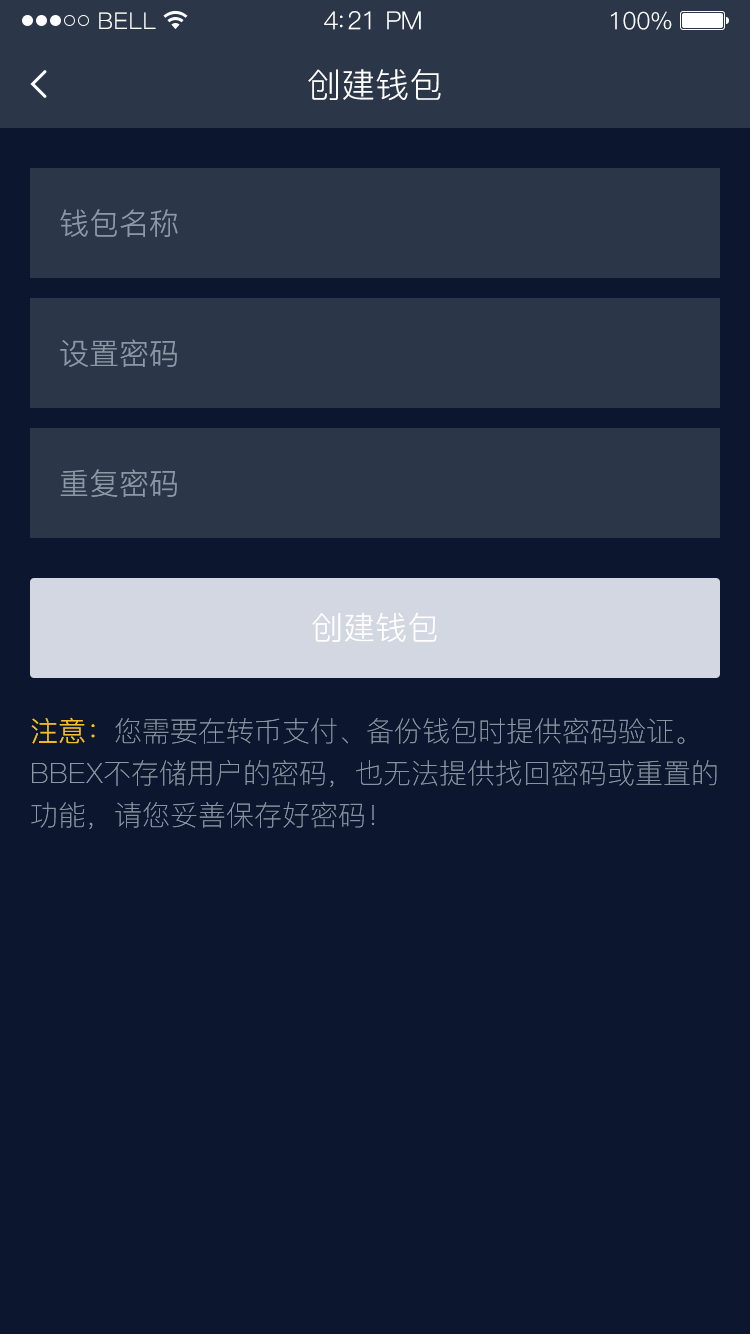 BELL 4:21 PM 100%
创建钱包
钱包名称
设置密码
重复密码
创建钱包
注意：您需要在转币支付、备份钱包时提供密码验证。
BBEX不存储用户的密码，也无法提供找回密码或重置的
功能，请您妥善保存好密码！